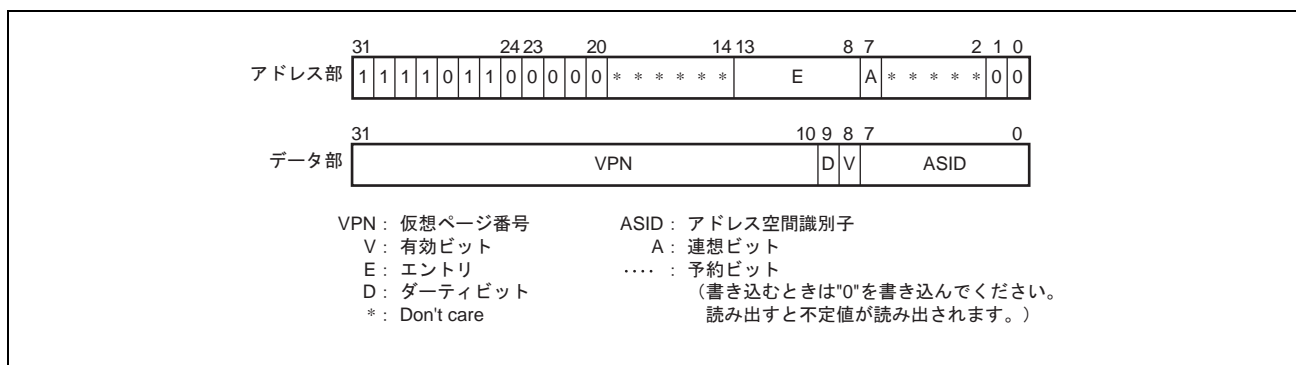 31 24 23 20 14 13 8 7 2 1 0
アドレス部 1 1 1 1 0 1 1 0 0 0 0 0 * * * * * * E A * * * * * 0 0
31 10 9 8 7 0
データ部 VPN D V ASID
VPN： 仮想ページ番号 ASID： アドレス空間識別子
V： 有効ビット A： 連想ビット
E： エントリ ････ ： 予約ビット
D： ダーティビット （書き込むときは"0"を書き込んでください。
*： Don't care 読み出すと不定値が読み出されます。）